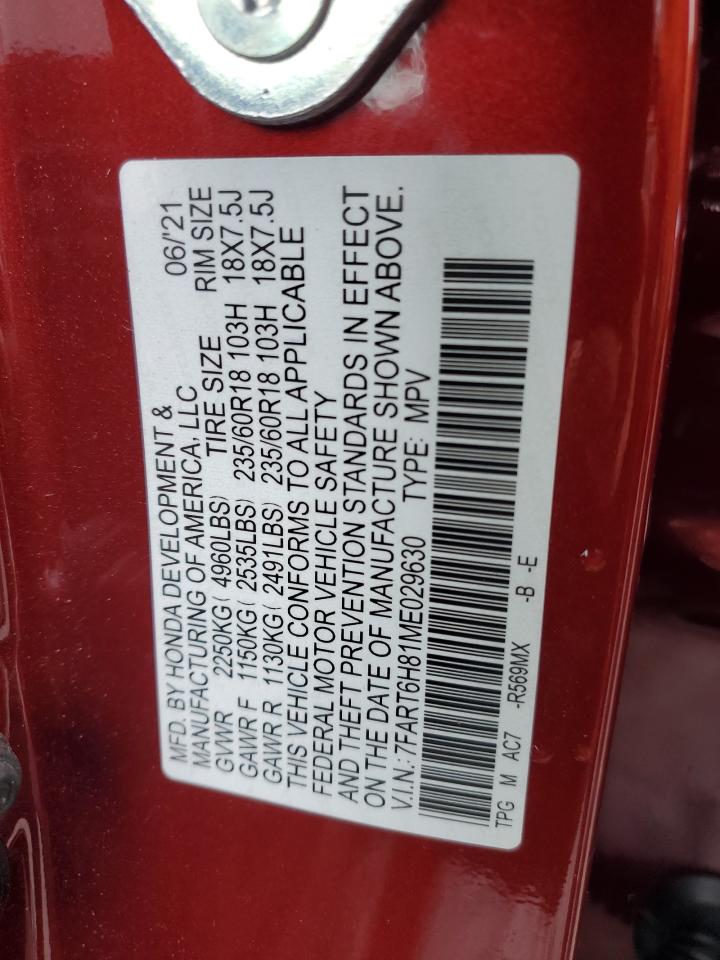 MFD. BY HONDA DEVELOPMENT & 06/'21
MANUFACTURING OF AMERICA, LLC
GVWR 2250KG( 4960LBS) TIRE SIZE RIM SIZE
GAWR F 1150KG( 2535LBS) 235/60R18 103H 18X7.5J
GAWR R 1130KG( 2491LBS) 235/60R18 103H 18X7.5J
THIS VEHICLE CONFORMS TO ALL APPLICABLE
FEDERAL MOTOR VEHICLE SAFETY
AND THEFT PREVENTION STANDARDS IN EFFECT
ON THE DATE OF MANUFACTURE SHOWN ABOVE.
V.I.N.: 7FART6H81ME029630 TYPE: MPV
TPG M AC7 -R569MX -B -E